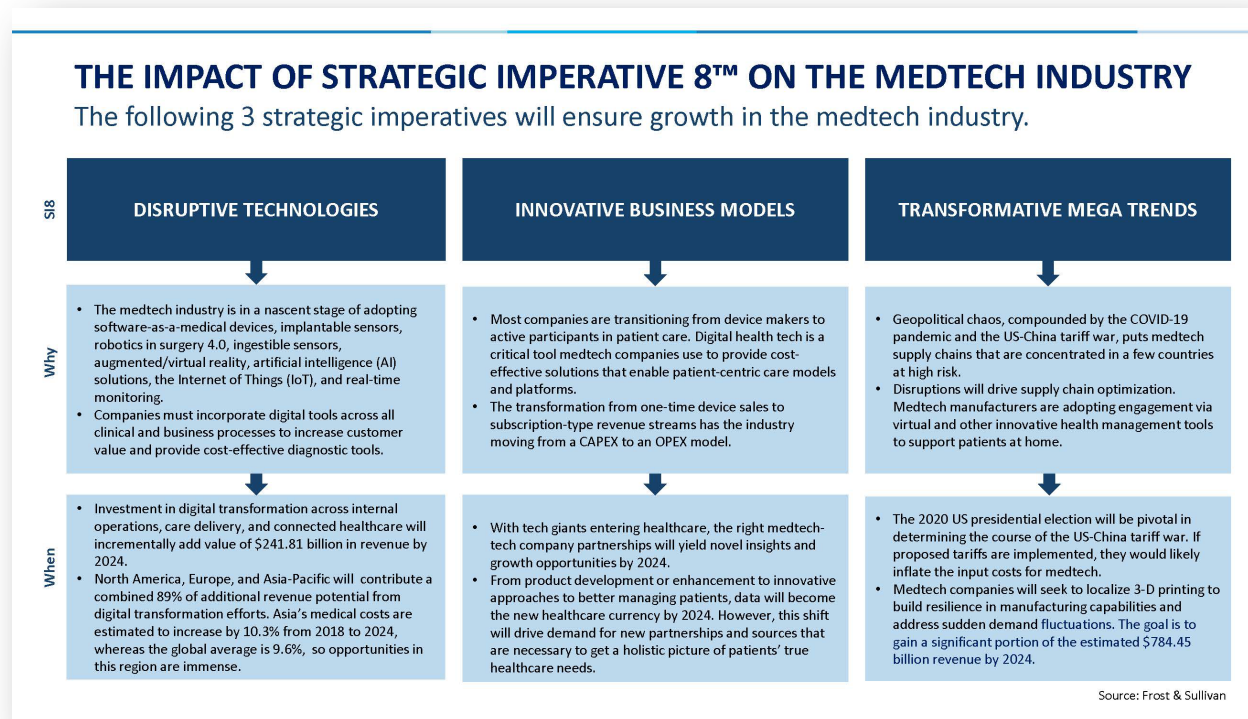 THE IMPACT OF STRATEGIC IMPERATIVE 8™ ON THE MEDTECH INDUSTRY
The following 3 strategic imperatives will ensure growth in the medtech industry.
SI8
DISRUPTIVE TECHNOLOGIES
INNOVATIVE BUSINESS MODELS
TRANSFORMATIVE MEGA TRENDS
Why
• The medtech industry is in a nascent stage of adopting
software-as-a-medical devices, implantable sensors,
robotics in surgery 4.0, ingestible sensors,
augmented/virtual reality, artificial intelligence (AI)
solutions, the Internet of Things (IoT), and real-time
monitoring.
• Companies must incorporate digital tools across all
clinical and business processes to increase customer
value and provide cost-effective diagnostic tools.
• Most companies are transitioning from device makers to
active participants in patient care. Digital health tech is a
critical tool medtech companies use to provide cost-
effective solutions that enable patient-centric care models
and platforms.
• The transformation from one-time device sales to
subscription-type revenue streams has the industry
moving from a CAPEX to an OPEX model.
• Geopolitical chaos, compounded by the COVID-19
pandemic and the US-China tariff war, puts medtech
supply chains that are concentrated in a few countries
at high risk.
• Disruptions will drive supply chain optimization.
Medtech manufacturers are adopting engagement via
virtual and other innovative health management tools
to support patients at home.
When
• Investment in digital transformation across internal
operations, care delivery, and connected healthcare will
incrementally add value of $241.81 billion in revenue by
2024.
• North America, Europe, and Asia-Pacific will contribute a
combined 89% of additional revenue potential from
digital transformation efforts. Asia's medical costs are
estimated to increase by 10.3% from 2018 to 2024,
whereas the global average is 9.6%, so opportunities in
this region are immense.
• With tech giants entering healthcare, the right medtech-
tech company partnerships will yield novel insights and
growth opportunities by 2024.
• From product development or enhancement to innovative
approaches to better managing patients, data will become
the new healthcare currency by 2024. However, this shift
will drive demand for new partnerships and sources that
are necessary to get a holistic picture of patients' true
healthcare needs.
• The 2020 US presidential election will be pivotal in
determining the course of the US-China tariff war. If
proposed tariffs are implemented, they would likely
inflate the input costs for medtech.
• Medtech companies will seek to localize 3-D printing to
build resilience in manufacturing capabilities and
address sudden demand fluctuations. The goal is to
gain a significant portion of the estimated $784.45
billion revenue by 2024.
Source: Frost & Sullivan